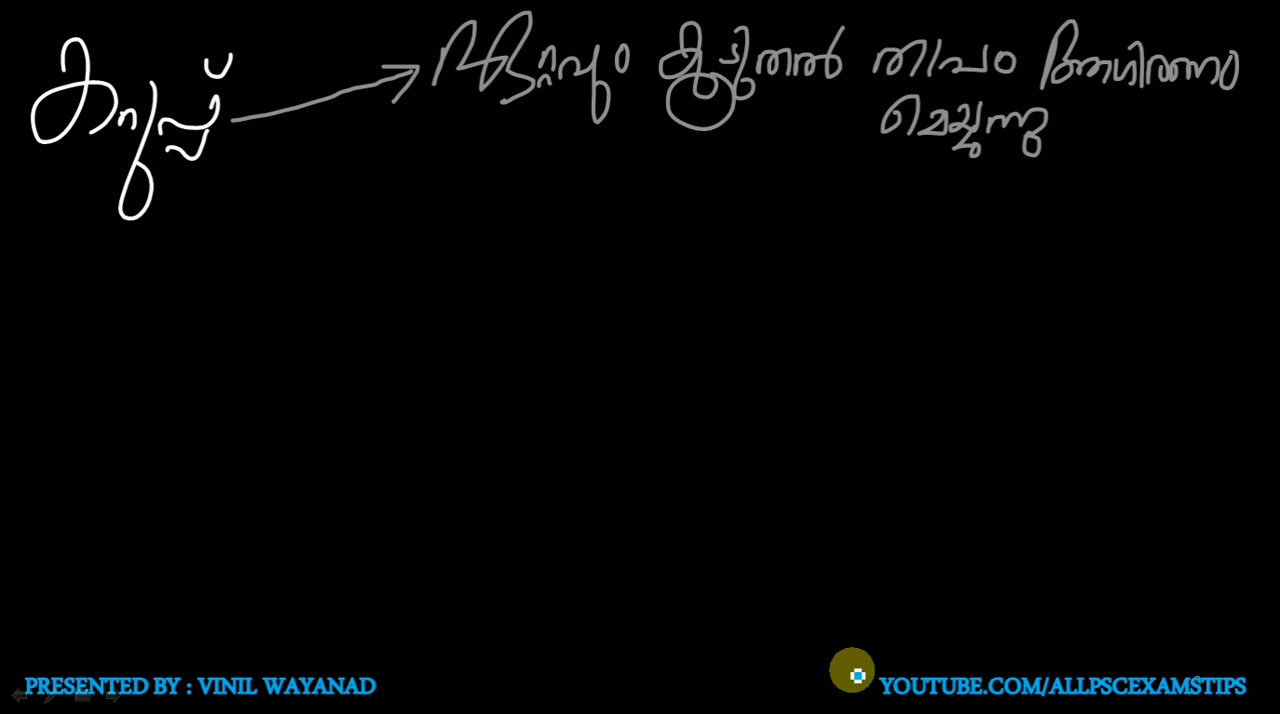 കറുപ്പ് → ഏറ്റവും കൂടുതൽ താപം ആഗിരണം
ചെയ്യുന്നു
PRESENTED BY : VINIL WAYANAD
YOUTUBE.COM/ALLPSCEXAMSTIPS